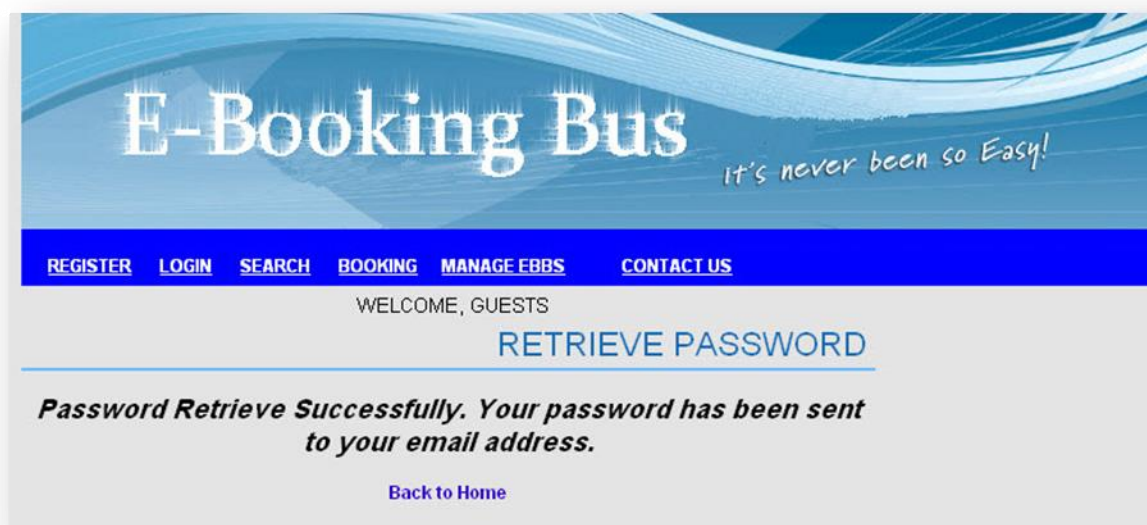 E-Booking Bus
it's never been so Easy!
REGISTER LOGIN SEARCH BOOKING MANAGE EBBS CONTACT US
WELCOME, GUESTS
RETRIEVE PASSWORD
Password Retrieve Successfully. Your password has been sent
to your email address.
Back to Home